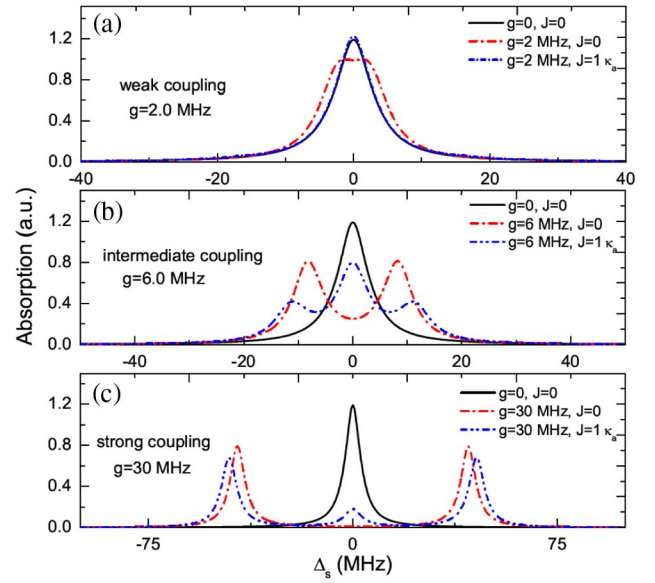 (a)
weak coupling
g=2.0 MHz
g=0, J=0
g=2 MHz, J=0
g=2 MHz, J=1 κa
1.2
0.8
0.4
0.0
-40 -20 0 20 40
(b)
intermediate coupling
g=6.0 MHz
g=0, J=0
g=6 MHz, J=0
g=6 MHz, J=1κa
1.2
0.8
0.4
0.0
-40 -20 0 20 40
Absorption (a.u.)
(c)
strong coupling
g=30 MHz
g=0, J=0
g=30 MHz, J=0
g=30 MHz, J=1κa
1.2
0.8
0.4
0.0
-75 0 75
Δs (MHz)